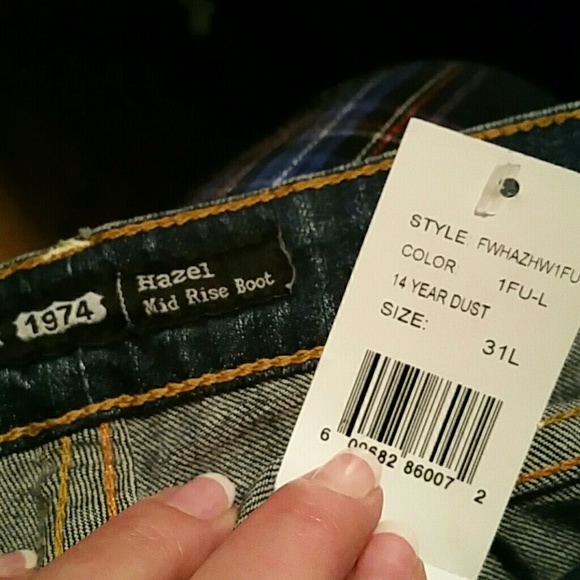 1974
Hazel
Mid Rise Boot
STYLE: FWHAZHW1FU
COLOR 1FU-L
14 YEAR DUST
SIZE: 31L
6 00682 86007 2